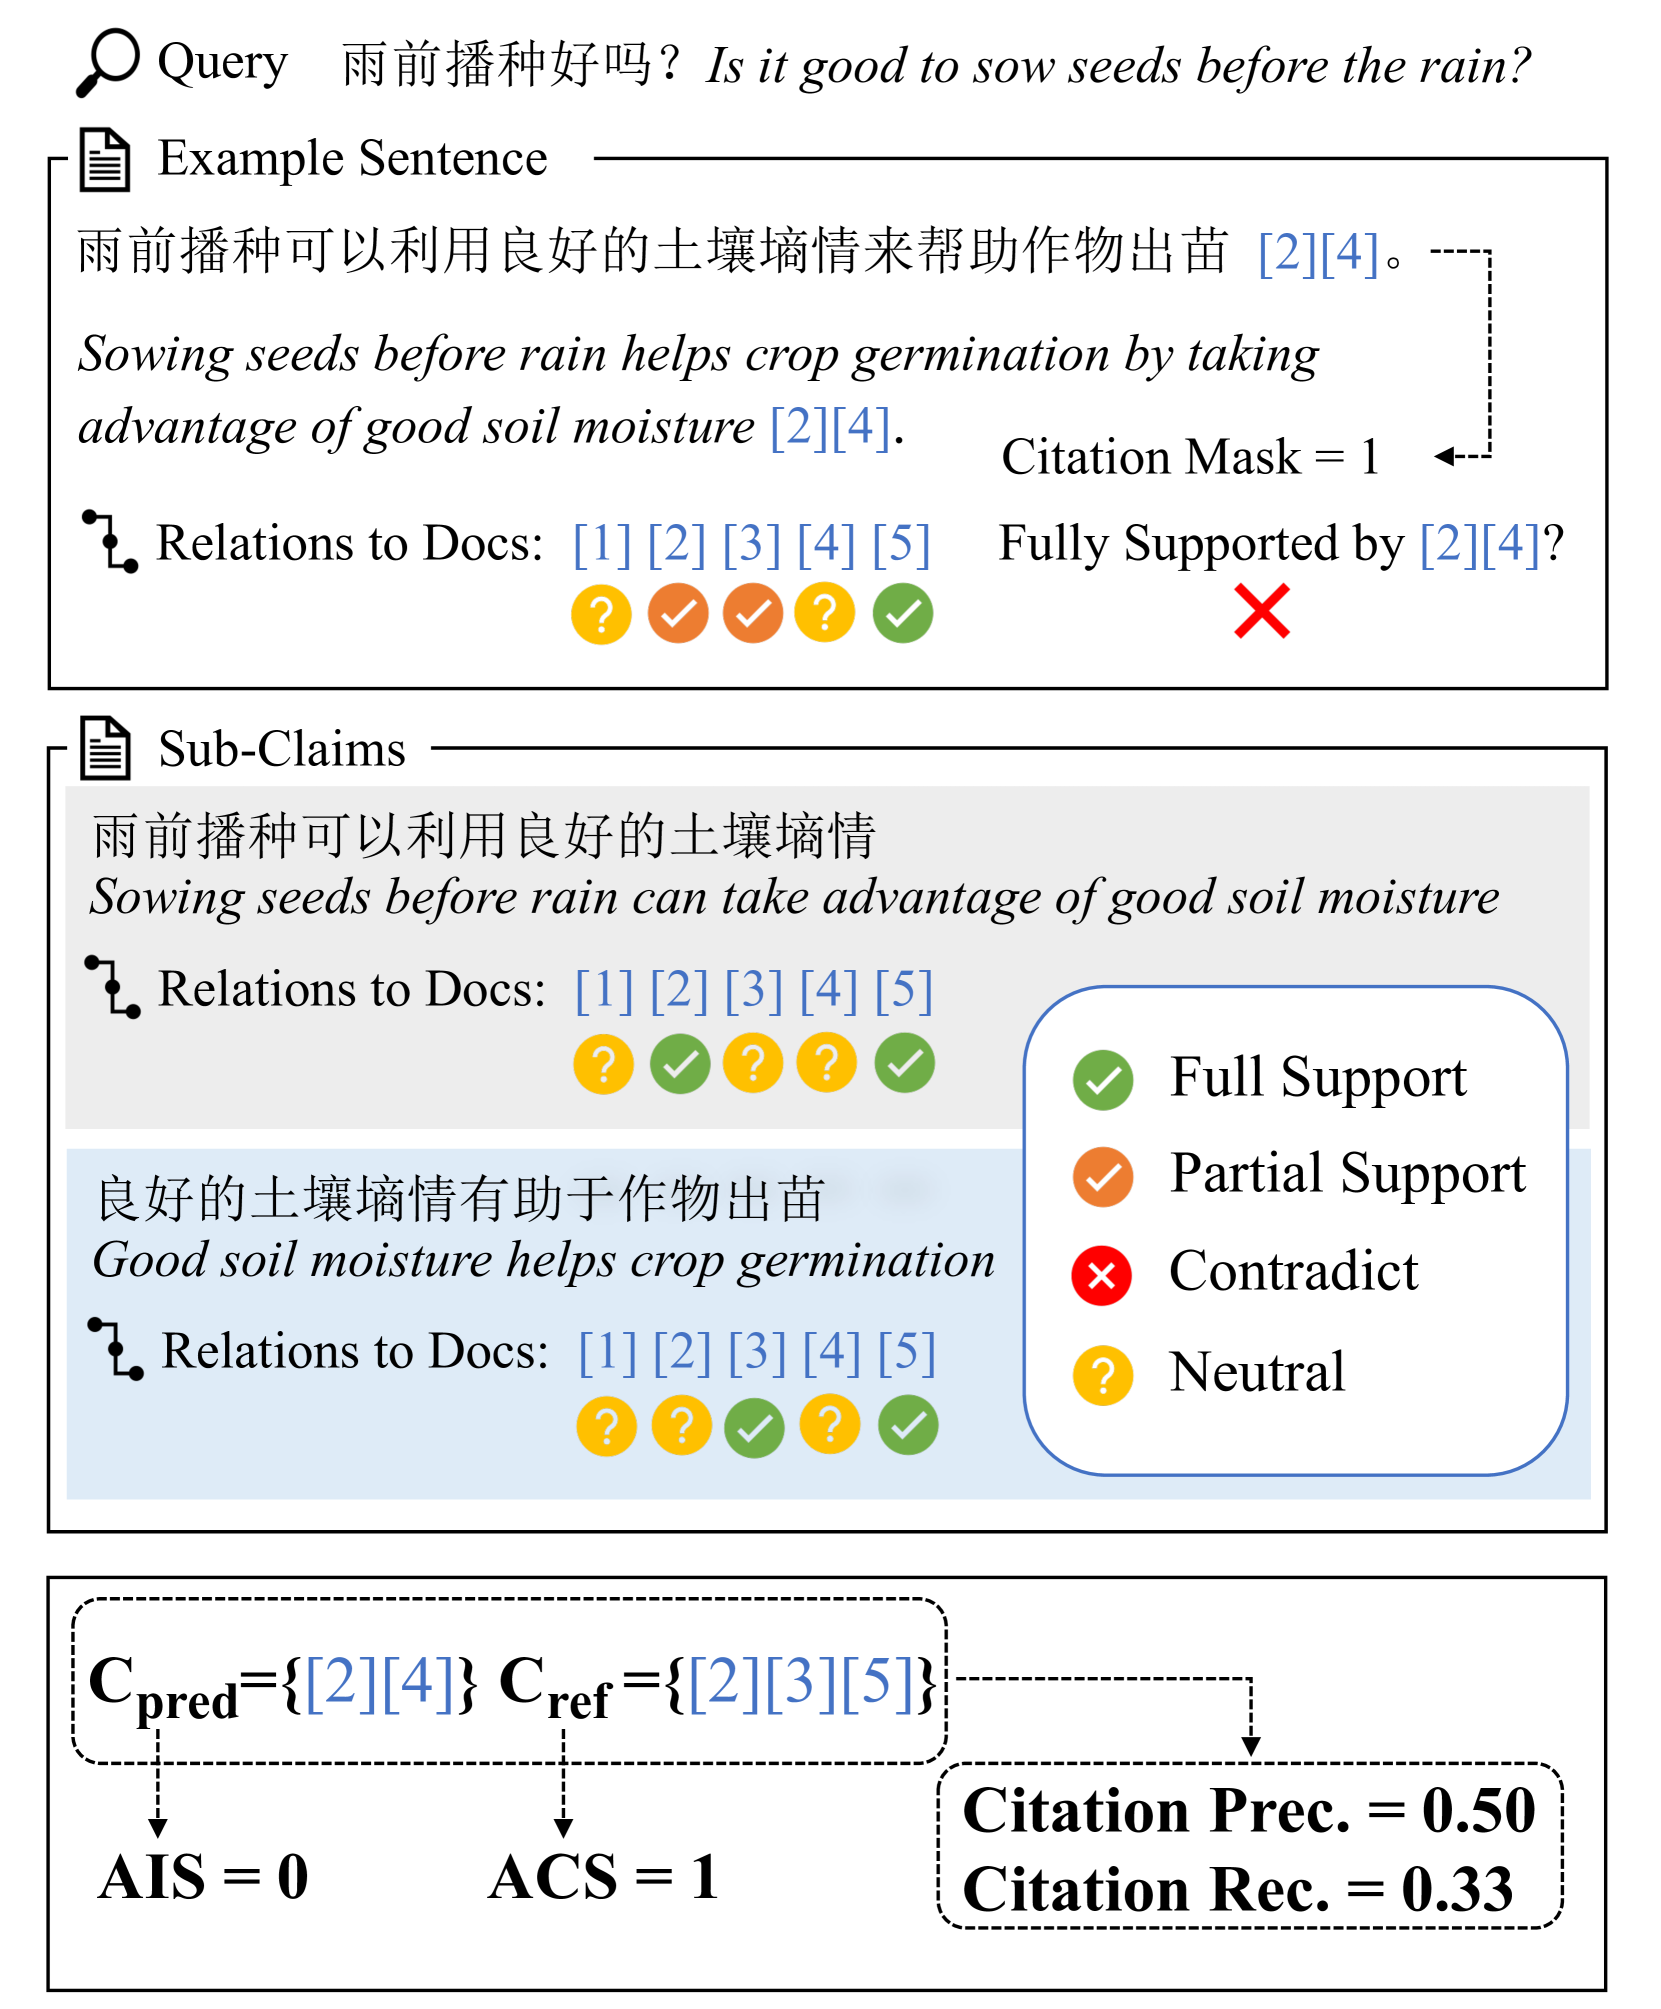 Query 雨前播种好吗？Is it good to sow seeds before the rain?
Example Sentence
雨前播种可以利用良好的土壤墒情来帮助作物出苗 [2][4]。
Sowing seeds before rain helps crop germination by taking
advantage of good soil moisture [2][4].
Citation Mask = 1
Relations to Docs: [1] [2] [3] [4] [5]
Fully Supported by [2][4]?
Sub-Claims
雨前播种可以利用良好的土壤墒情
Sowing seeds before rain can take advantage of good soil moisture
Relations to Docs: [1] [2] [3] [4] [5]
良好的土壤墒情有助于作物出苗
Good soil moisture helps crop germination
Relations to Docs: [1] [2] [3] [4] [5]
Full Support
Partial Support
Contradict
Neutral
Cpred={[2][4]} Cref={[2][3][5]}
AIS = 0
ACS = 1
Citation Prec. = 0.50
Citation Rec. = 0.33